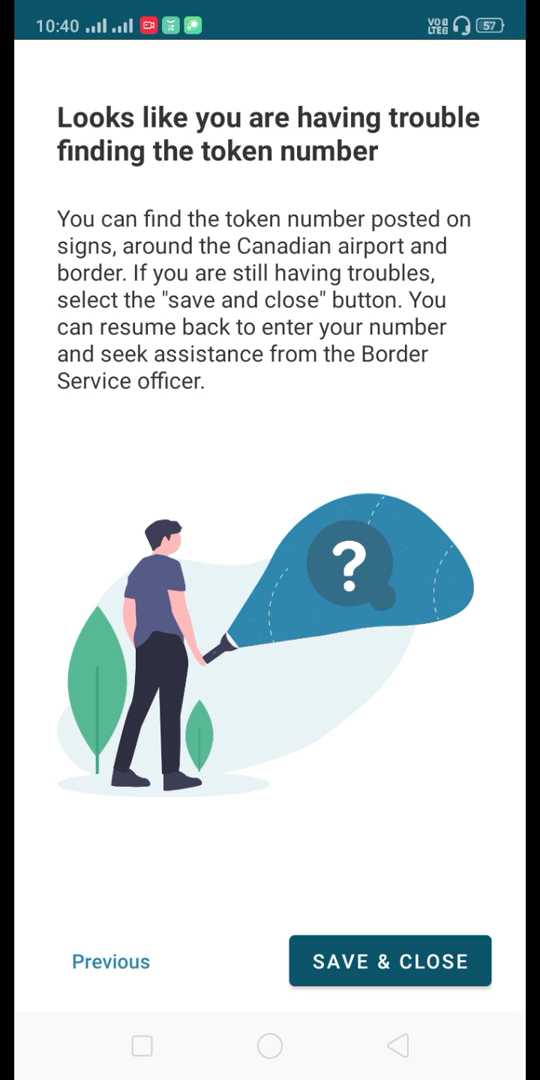 10:40 VO LTE 57
Looks like you are having trouble
finding the token number
You can find the token number posted on
signs, around the Canadian airport and
border. If you are still having troubles,
select the "save and close" button. You
can resume back to enter your number
and seek assistance from the Border
Service officer.
?
Previous SAVE & CLOSE